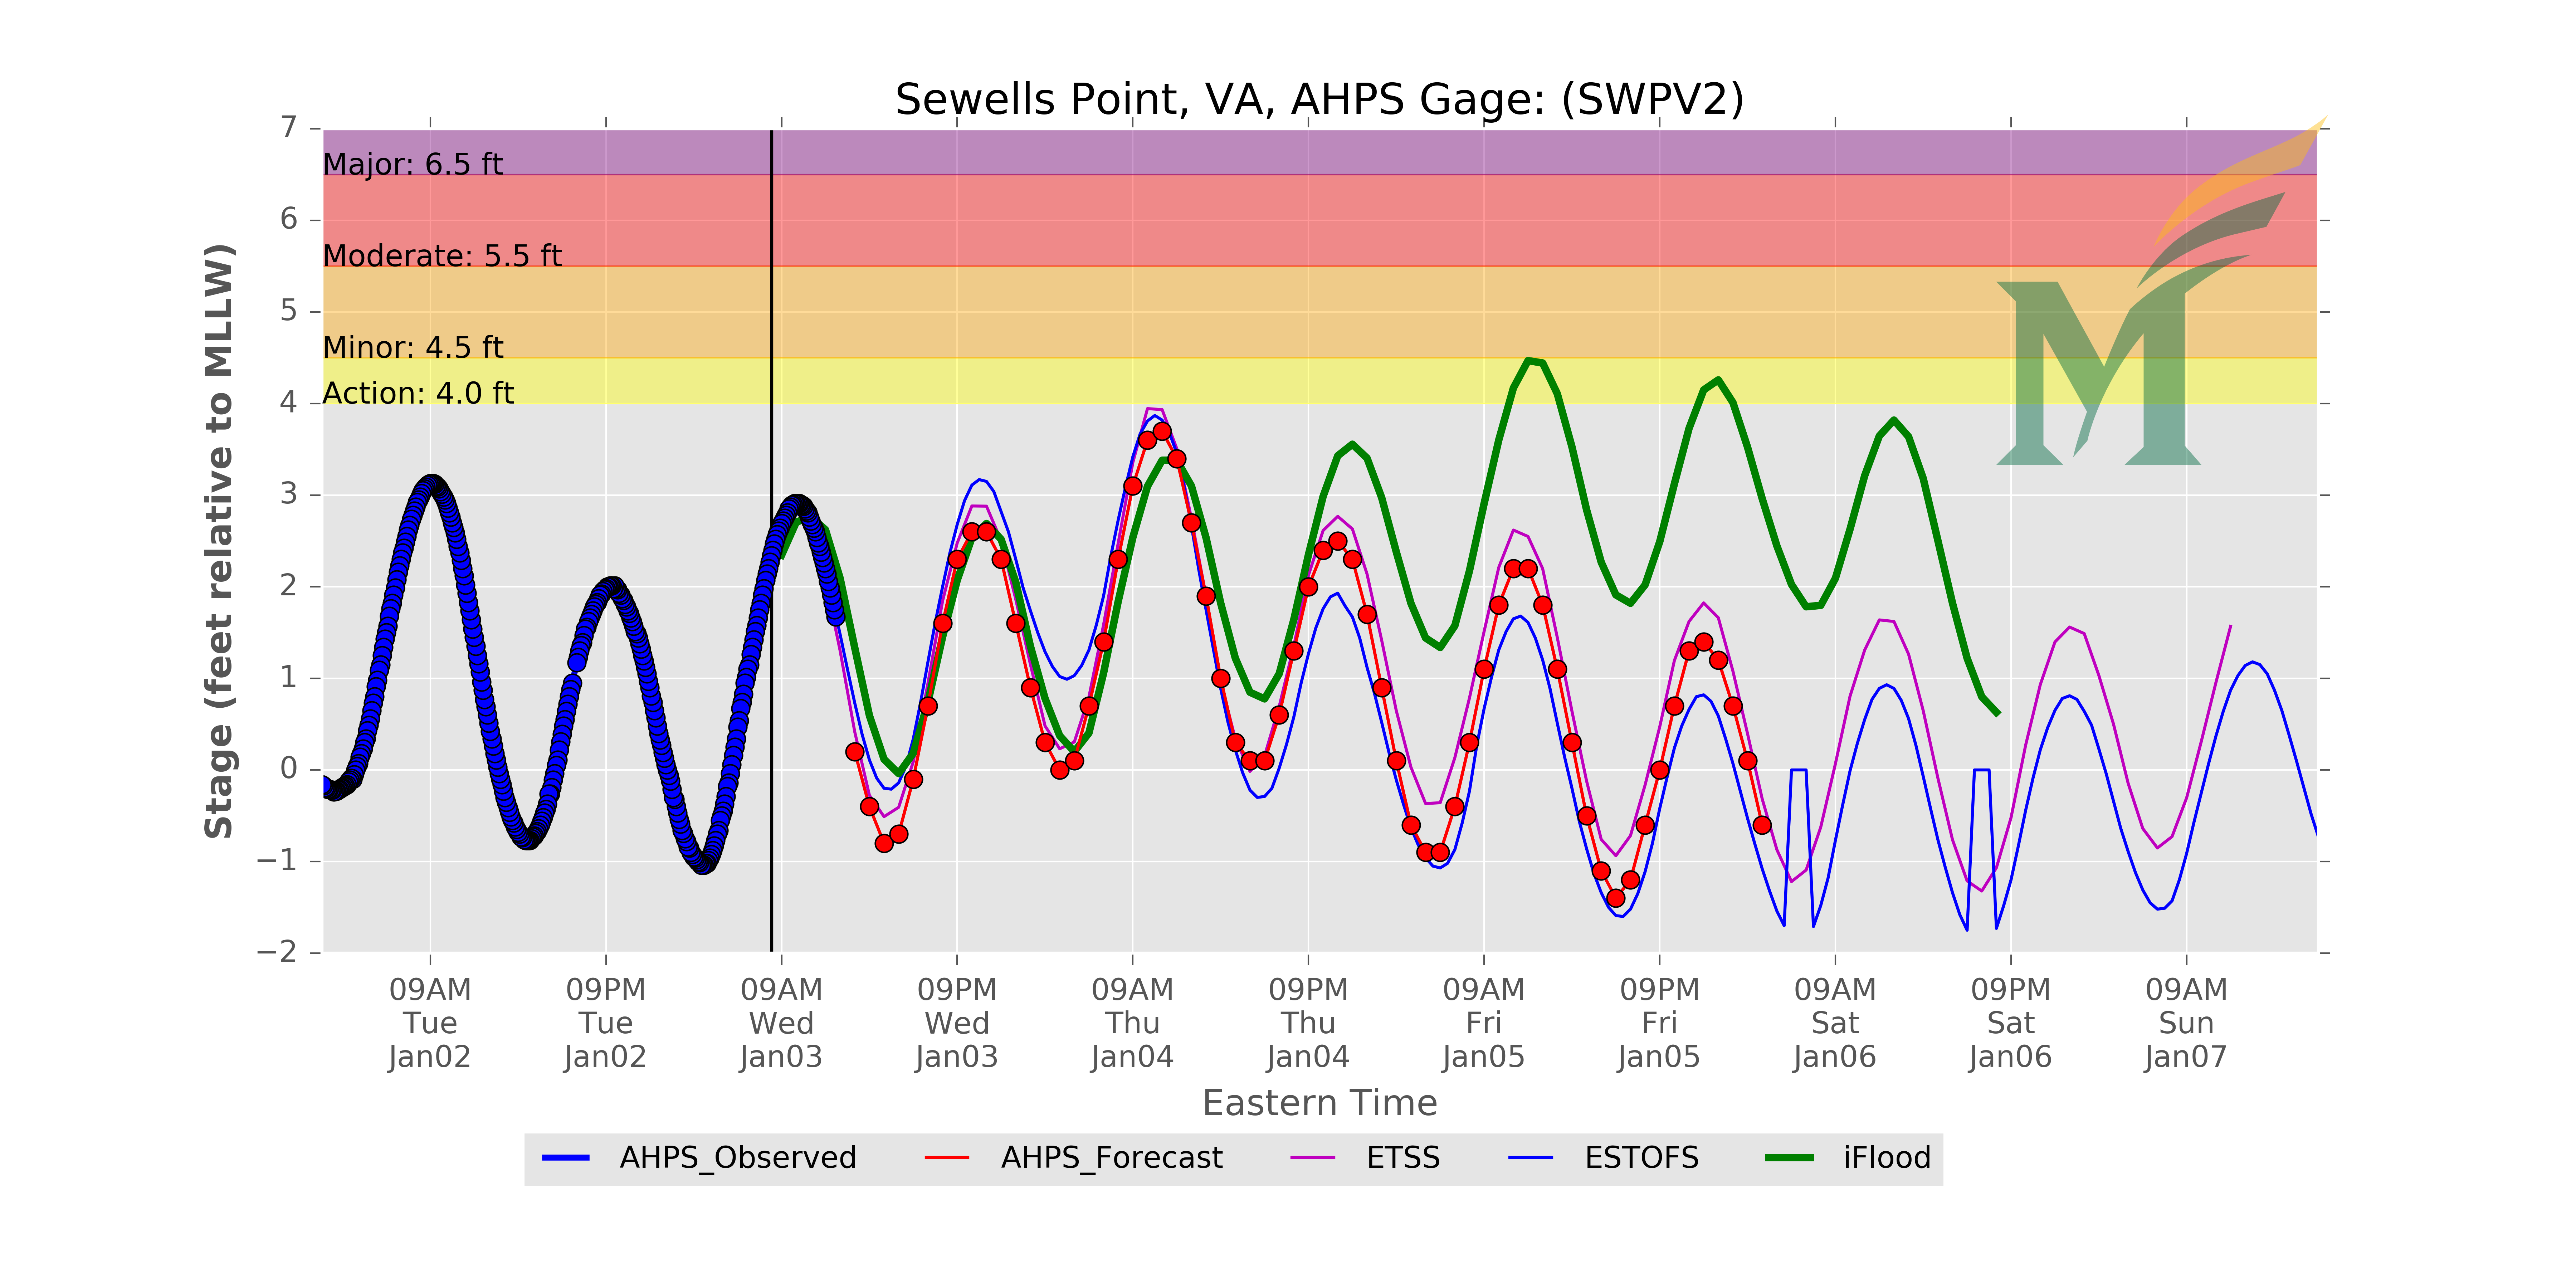 Sewells Point, VA, AHPS Gage: (SWPV2)
7
6
5
4
3
2
1
0
−1
−2
Stage (feet relative to MLLW)
Major: 6.5 ft
Moderate: 5.5 ft
Minor: 4.5 ft
Action: 4.0 ft
M
09AM 09PM 09AM 09PM 09AM 09PM 09AM 09PM 09AM 09PM 09AM
Tue Tue Wed Wed Thu Thu Fri Fri Sat Sat Sun
Jan02 Jan02 Jan03 Jan03 Jan04 Jan04 Jan05 Jan05 Jan06 Jan06 Jan07
Eastern Time
AHPS_Observed AHPS_Forecast ETSS ESTOFS iFlood